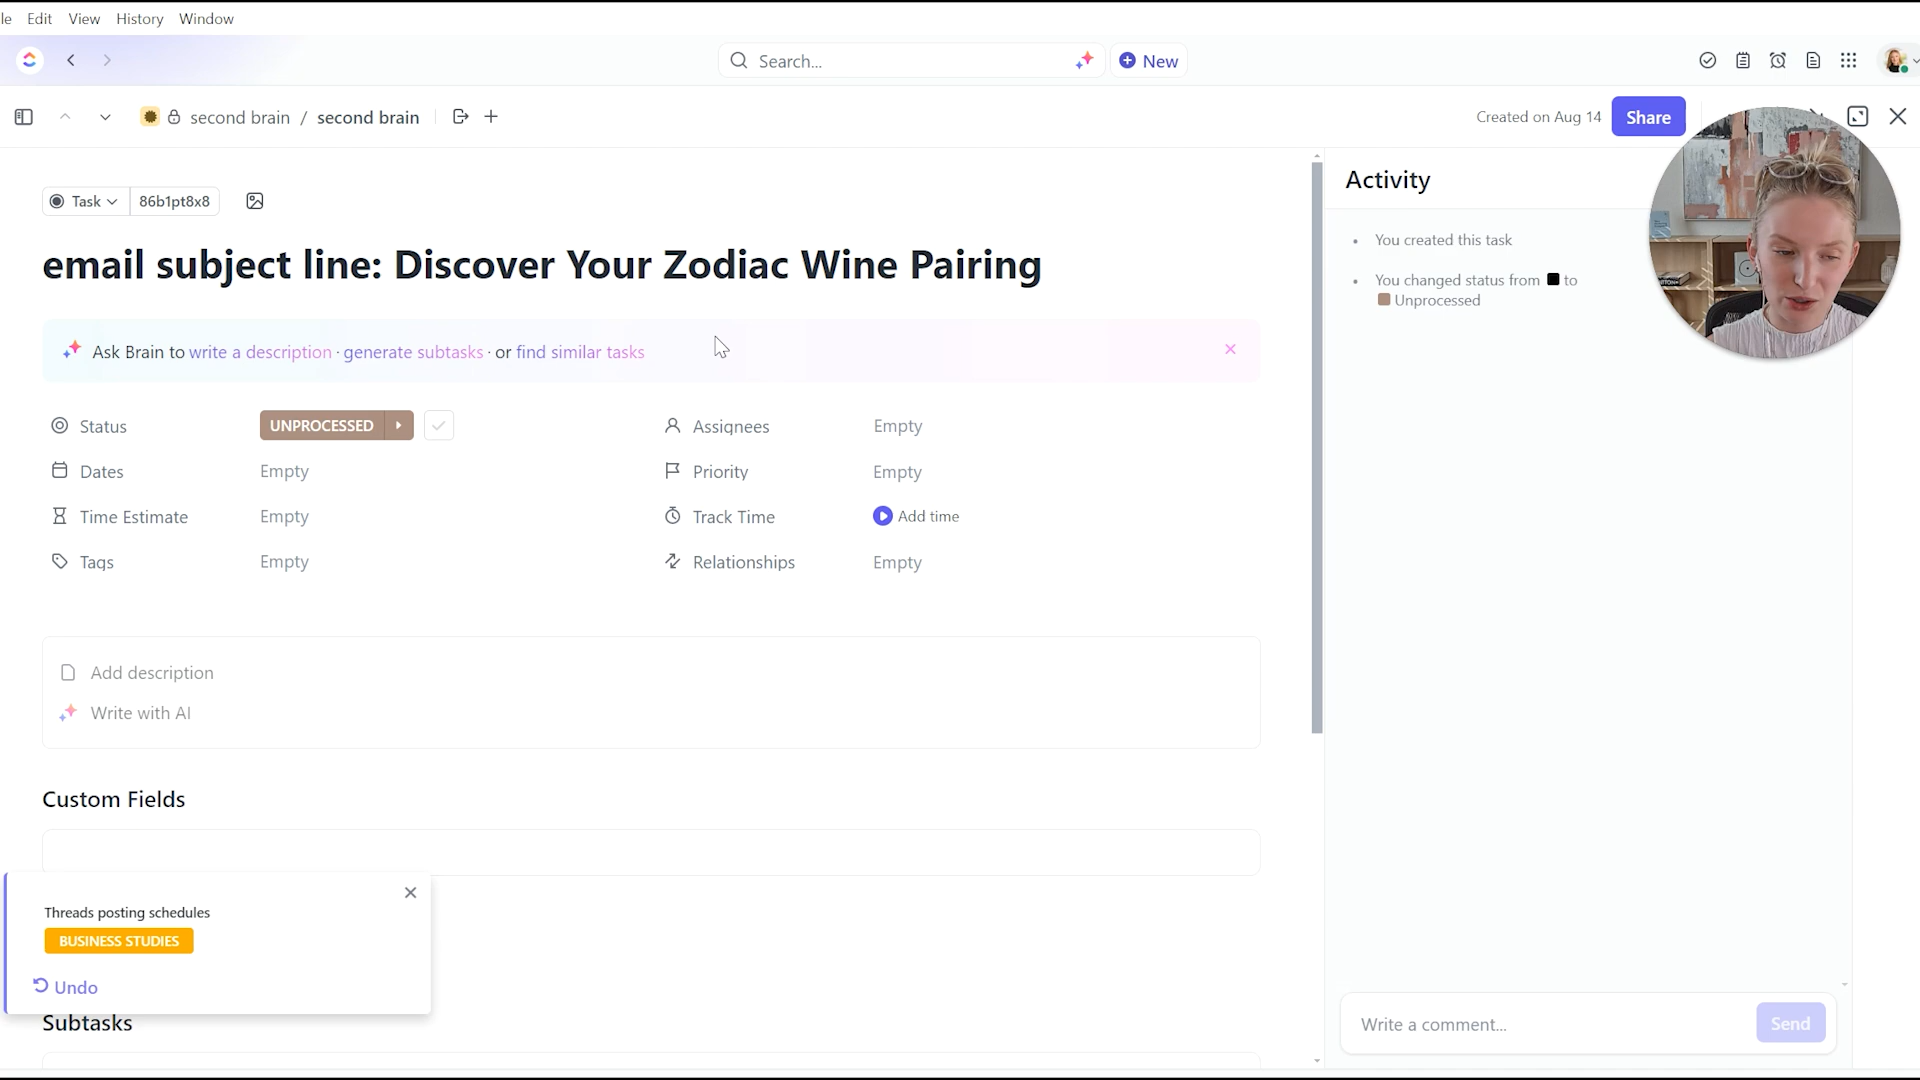 le Edit View History Window
Search...
New
second brain / second brain
Created on Aug 14
Share
Task
86b1pt8x8
email subject line: Discover Your Zodiac Wine Pairing
Ask Brain to write a description · generate subtasks · or find similar tasks
Status
UNPROCESSED
Assignees
Empty
Dates
Empty
Priority
Empty
Time Estimate
Empty
Track Time
Add time
Tags
Empty
Relationships
Empty
Add description
Write with AI
Custom Fields
Threads posting schedules
BUSINESS STUDIES
Undo
Subtasks
Activity
You created this task
You changed status from to
Unprocessed
Write a comment...
Send